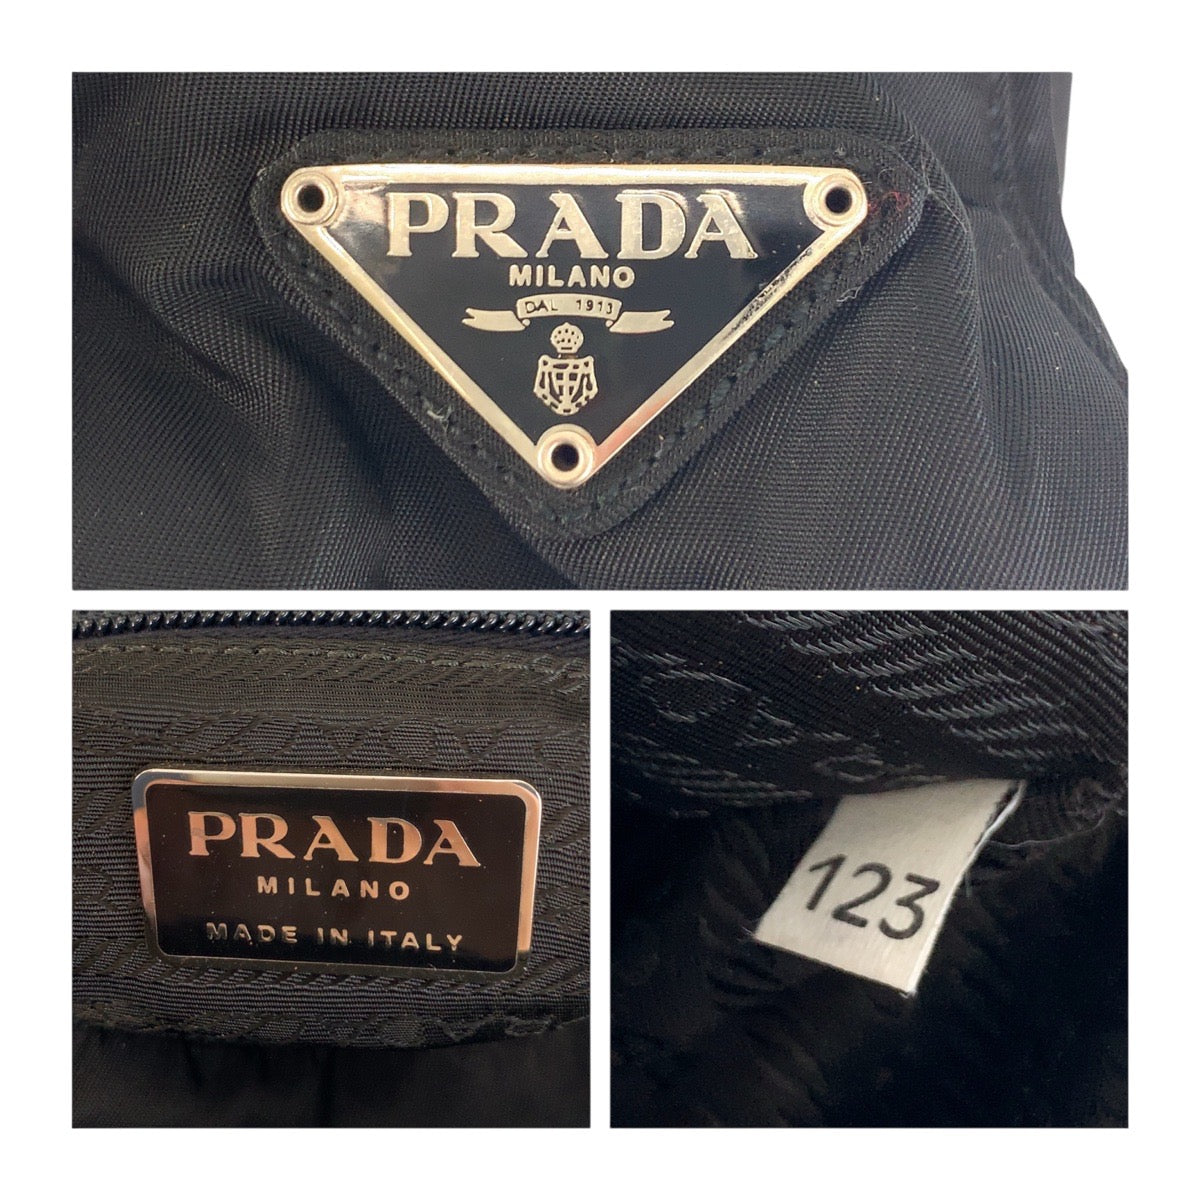 PRADA
MILANO
DAL 1913
PRADA
MILANO
MADE IN ITALY
123